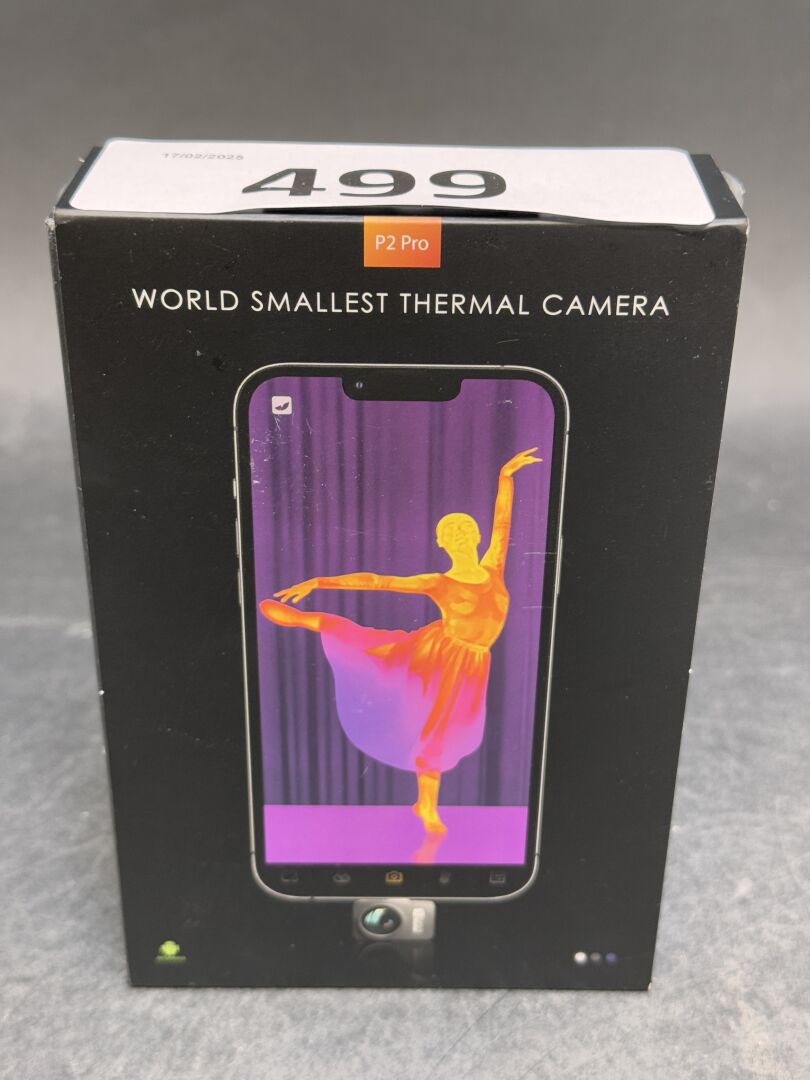 17/02/2025
499
P2 Pro
WORLD SMALLEST THERMAL CAMERA